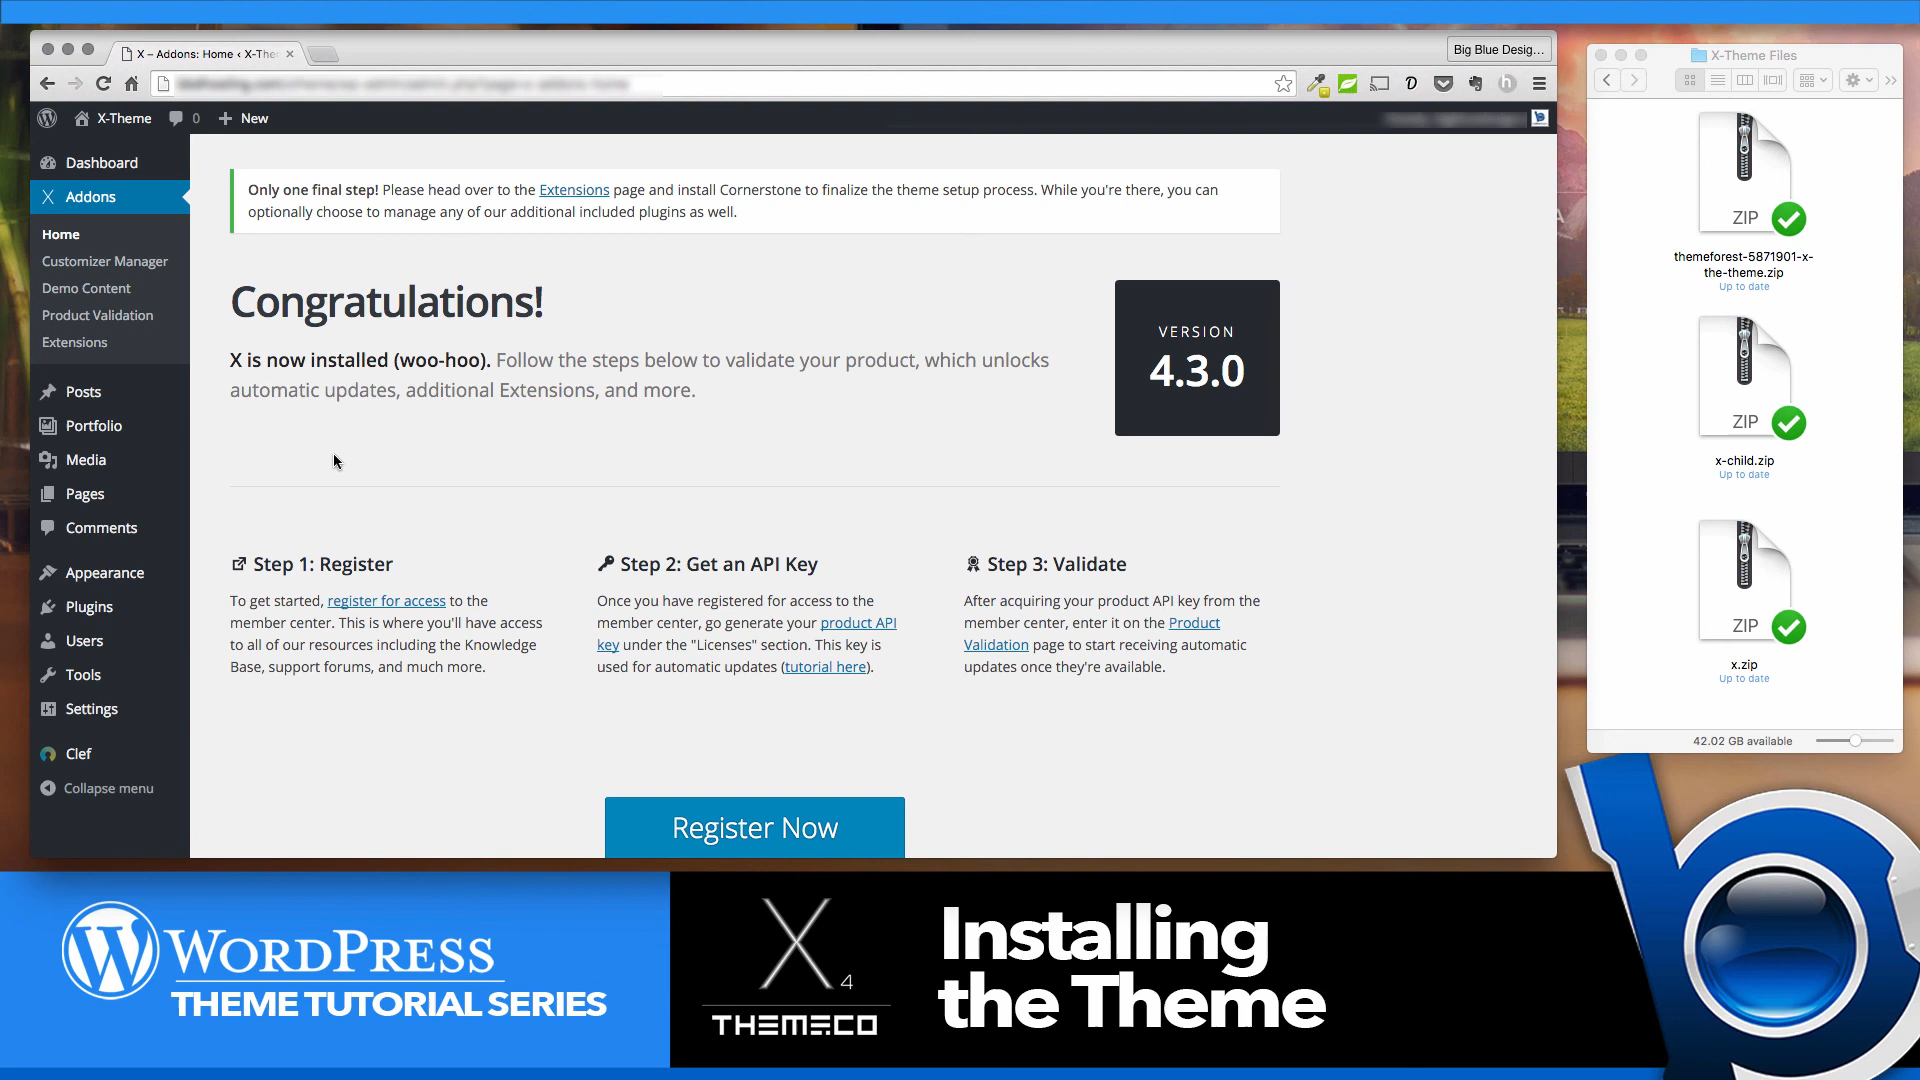 X – Addons: Home ‹ X-The
Big Blue Desig...
X-Theme
0
New
Dashboard
Addons
Home
Customizer Manager
Demo Content
Product Validation
Extensions
Posts
Portfolio
Media
Pages
Comments
Appearance
Plugins
Users
Tools
Settings
Clef
Collapse menu
Only one final step! Please head over to the Extensions page and install Cornerstone to finalize the theme setup process. While you're there, you can
optionally choose to manage any of our additional included plugins as well.
Congratulations!
X is now installed (woo-hoo). Follow the steps below to validate your product, which unlocks
automatic updates, additional Extensions, and more.
VERSION
4.3.0
Step 1: Register
To get started, register for access to the
member center. This is where you'll have access
to all of our resources including the Knowledge
Base, support forums, and much more.
Step 2: Get an API Key
Once you have registered for access to the
member center, go generate your product API
key under the "Licenses" section. This key is
used for automatic updates (tutorial here).
Step 3: Validate
After acquiring your product API key from the
member center, enter it on the Product
Validation page to start receiving automatic
updates once they're available.
Register Now
X-Theme Files
ZIP
themeforest-5871901-x-
the-theme.zip
Up to date
ZIP
x-child.zip
Up to date
ZIP
x.zip
Up to date
42.02 GB available
WORDPRESS
THEME TUTORIAL SERIES
X 4
THEMECO
Installing
the Theme